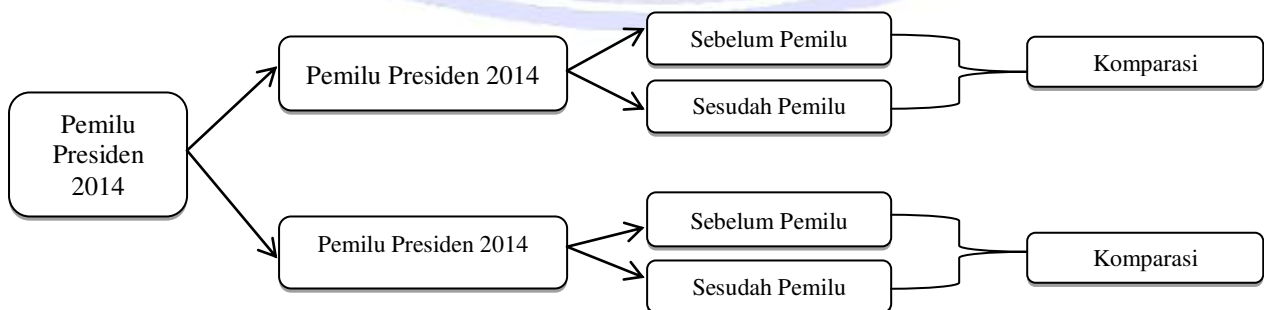 Pemilu
Presiden
2014
Pemilu Presiden 2014
Sebelum Pemilu
Sesudah Pemilu
Komparasi
Pemilu Presiden 2014
Sebelum Pemilu
Sesudah Pemilu
Komparasi